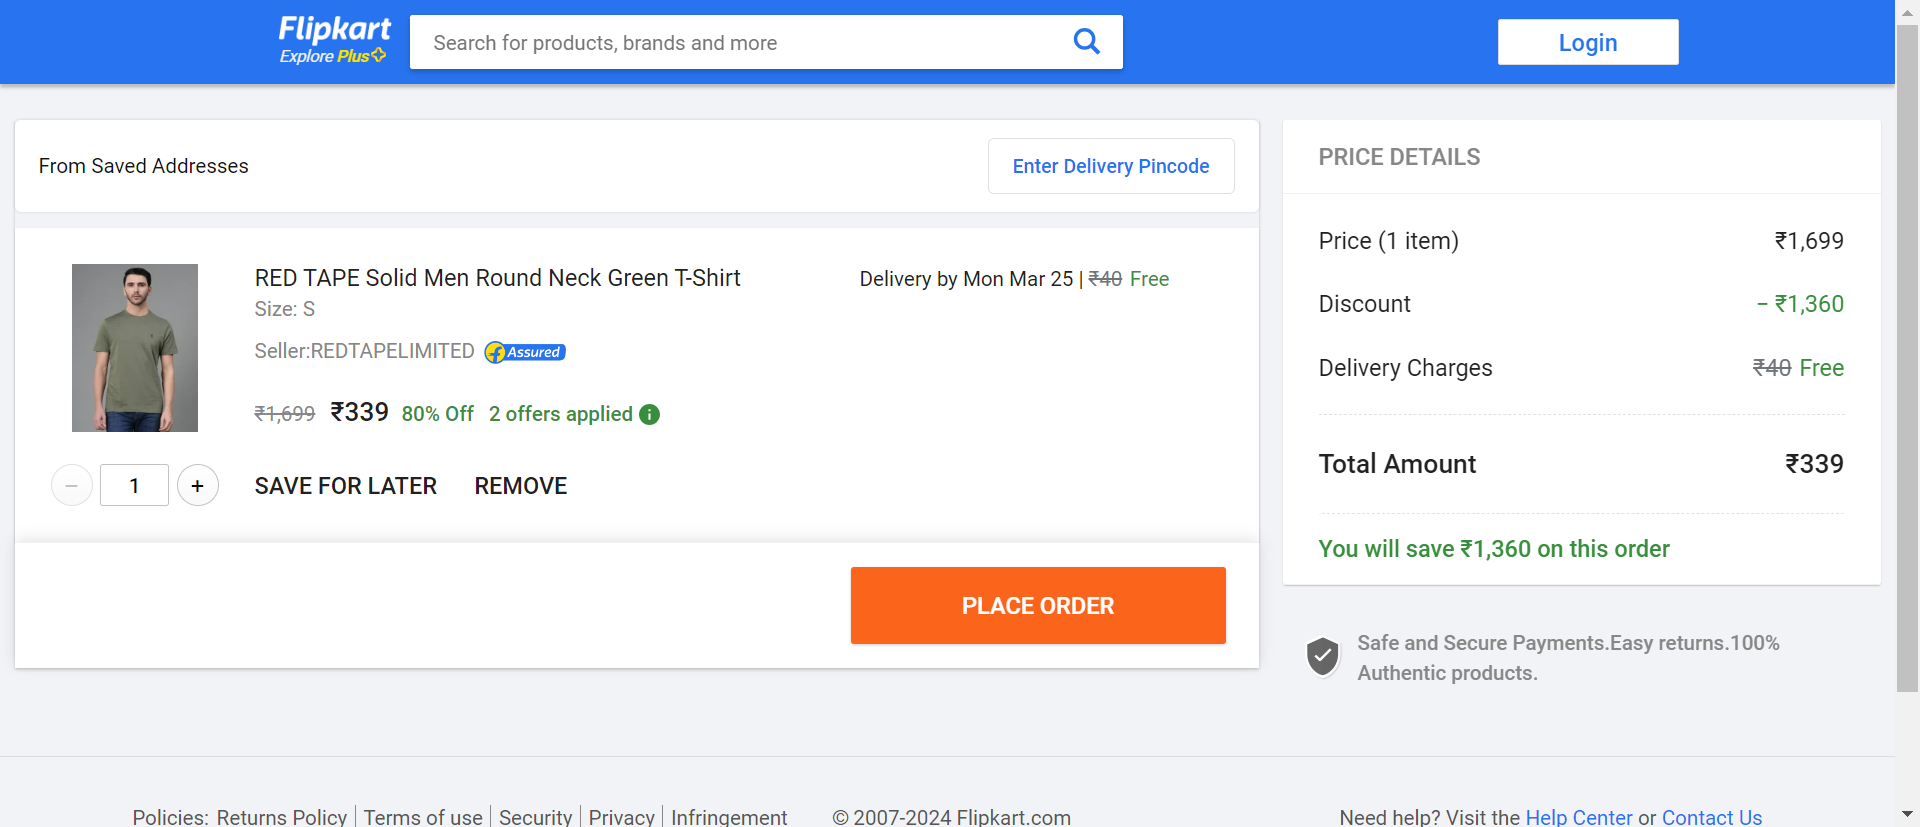 Flipkart
Explore Plus
Search for products, brands and more
Login
From Saved Addresses
Enter Delivery Pincode
RED TAPE Solid Men Round Neck Green T-Shirt
Size: S
Seller:REDTAPELIMITED
Assured
₹1,699 ₹339 80% Off 2 offers applied
Delivery by Mon Mar 25 | ₹40 Free
1
SAVE FOR LATER
REMOVE
PLACE ORDER
PRICE DETAILS
Price (1 item) ₹1,699
Discount − ₹1,360
Delivery Charges ₹40 Free
Total Amount ₹339
You will save ₹1,360 on this order
Safe and Secure Payments.Easy returns.100%
Authentic products.
Policies: Returns Policy | Terms of use | Security | Privacy | Infringement
© 2007-2024 Flipkart.com
Need help? Visit the Help Center or Contact Us